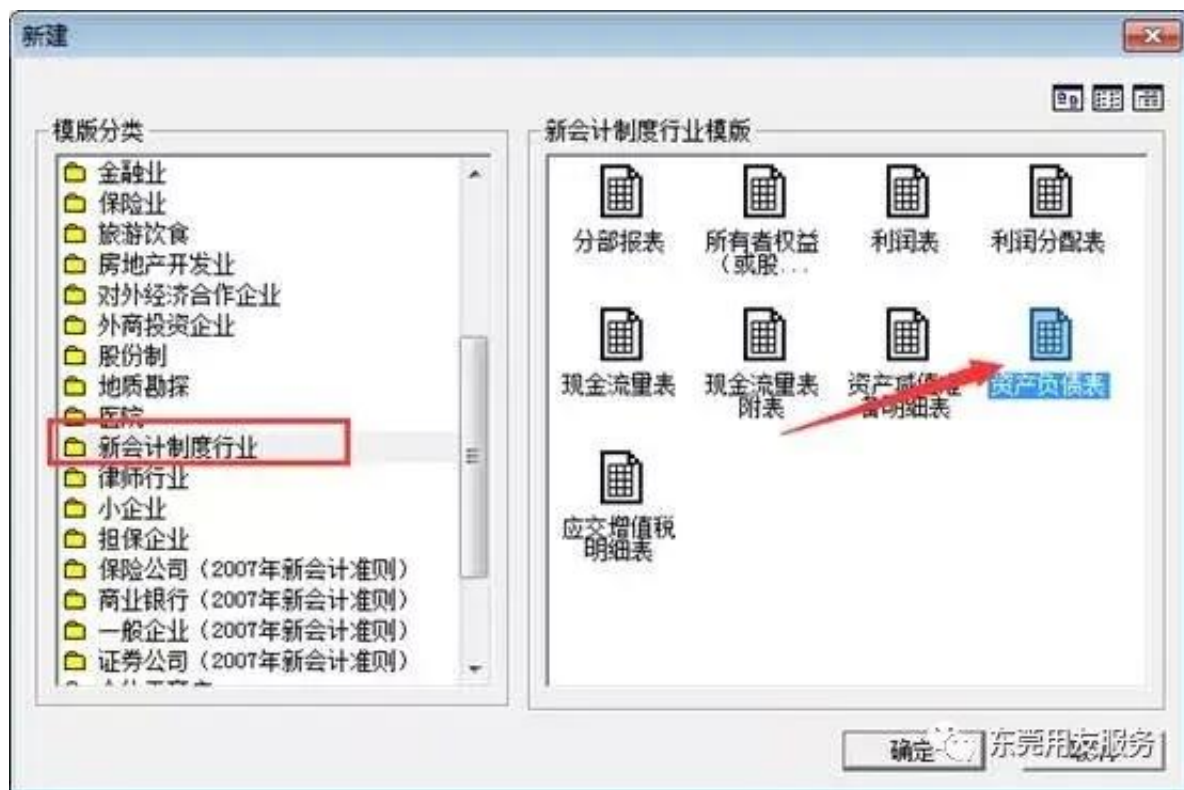 新建
模版分类
金融业
保险业
旅游饮食
房地产开发业
对外经济合作企业
外商投资企业
股份制
地质勘探
医院
新会计制度行业
律师行业
小企业
担保企业
保险公司（2007年新会计准则）
商业银行（2007年新会计准则）
一般企业（2007年新会计准则）
证券公司（2007年新会计准则）
新会计制度行业模版
分部报表
所有者权益
（或股...
利润表
利润分配表
现金流量表
现金流量表
附表
资产减值准
备明细表
资产负债表
应交增值税
明细表
确定
东莞用友服务